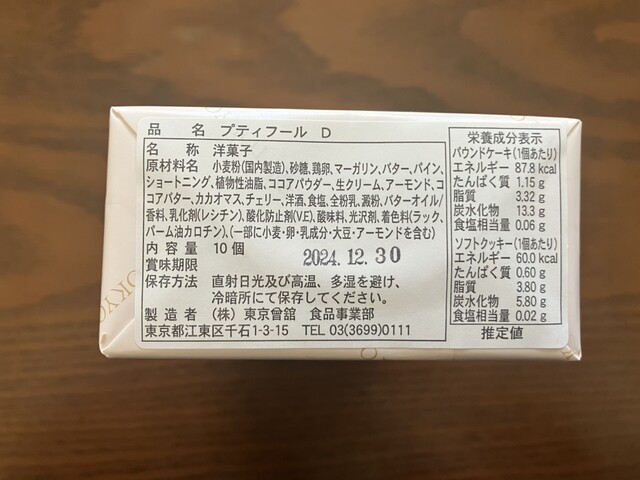 品 名 プティフール D
名 称 洋菓子
原材料名 小麦粉(国内製造)、砂糖、鶏卵、マーガリン、バター、パイン、
ショートニング、植物性油脂、ココアパウダー、生クリーム、アーモンド、コ
コアバター、カカオマス、チェリー、洋酒、食塩、全粉乳、澱粉、バターオイル/
香料、乳化剤(レシチン)、酸化防止剤(V.E)、酸味料、光沢剤、着色料(ラック、
パーム油カロチン)、(一部に小麦・卵・乳成分・大豆・アーモンドを含む)
内 容 量 10個
賞味期限 2024.12.30
保存方法 直射日光及び高温、多湿を避け、
冷暗所にて保存してください。
製 造 者 (株) 東京曾舘 食品事業部
東京都江東区千石1-3-15 TEL 03(3699)0111
栄養成分表示
パウンドケーキ(1個あたり)
エネルギー 87.8 kcal
たんぱく質 1.15 g
脂質 3.32 g
炭水化物 13.3 g
食塩相当量 0.06 g
ソフトクッキー(1個あたり)
エネルギー 60.0 kcal
たんぱく質 0.60 g
脂質 3.80 g
炭水化物 5.80 g
食塩相当量 0.02 g
推定値